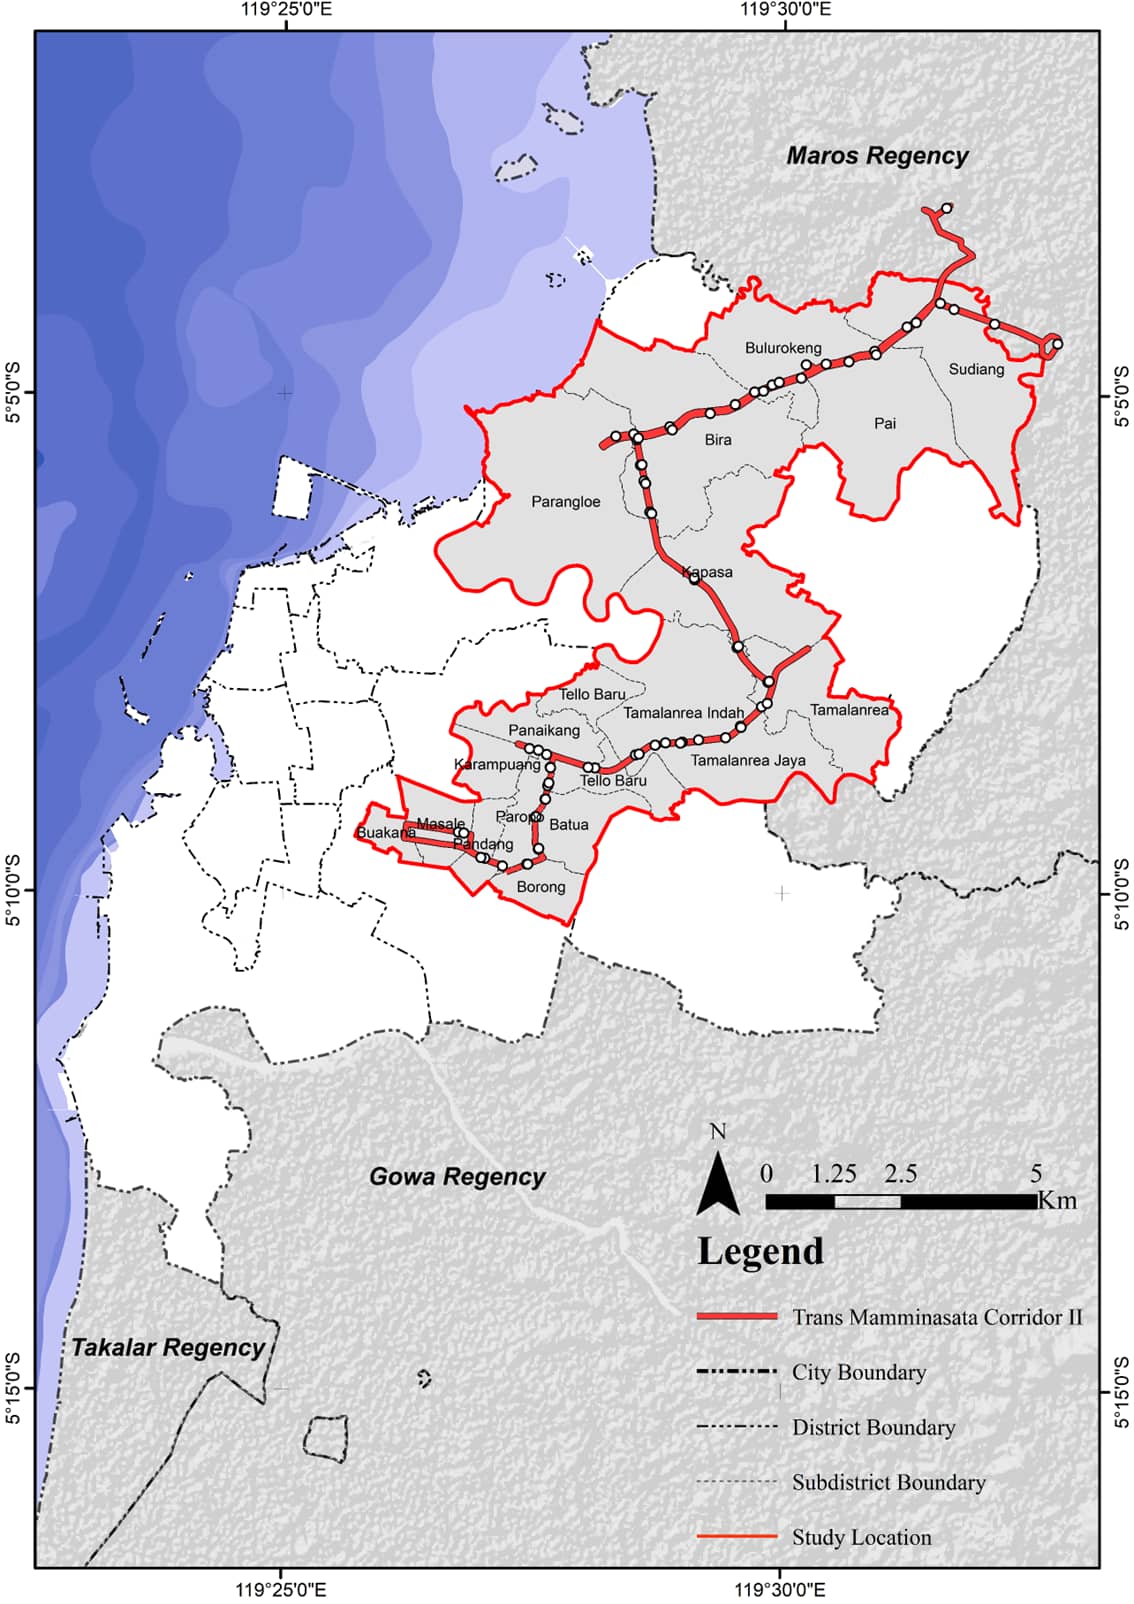 119°25'0"E
119°30'0"E
Maros Regency
Bulurokeng
Sudiang
5°5'0"S
5°5'0"S
Pai
Bira
Parangloe
Kapasa
Tello Baru
Tamalanrea Indah
Tamalanrea
Panaikang
Karampuang
Tamalanrea Jaya
Tello Baru
Paropo
Batua
Masale
Buakana
Pandang
Borong
5°10'0"S
5°10'0"S
N
0 1.25 2.5 5
Km
Gowa Regency
Legend
Trans Mamminasata Corridor II
Takalar Regency
City Boundary
5°15'0"S
5°15'0"S
District Boundary
Subdistrict Boundary
Study Location
119°25'0"E
119°30'0"E